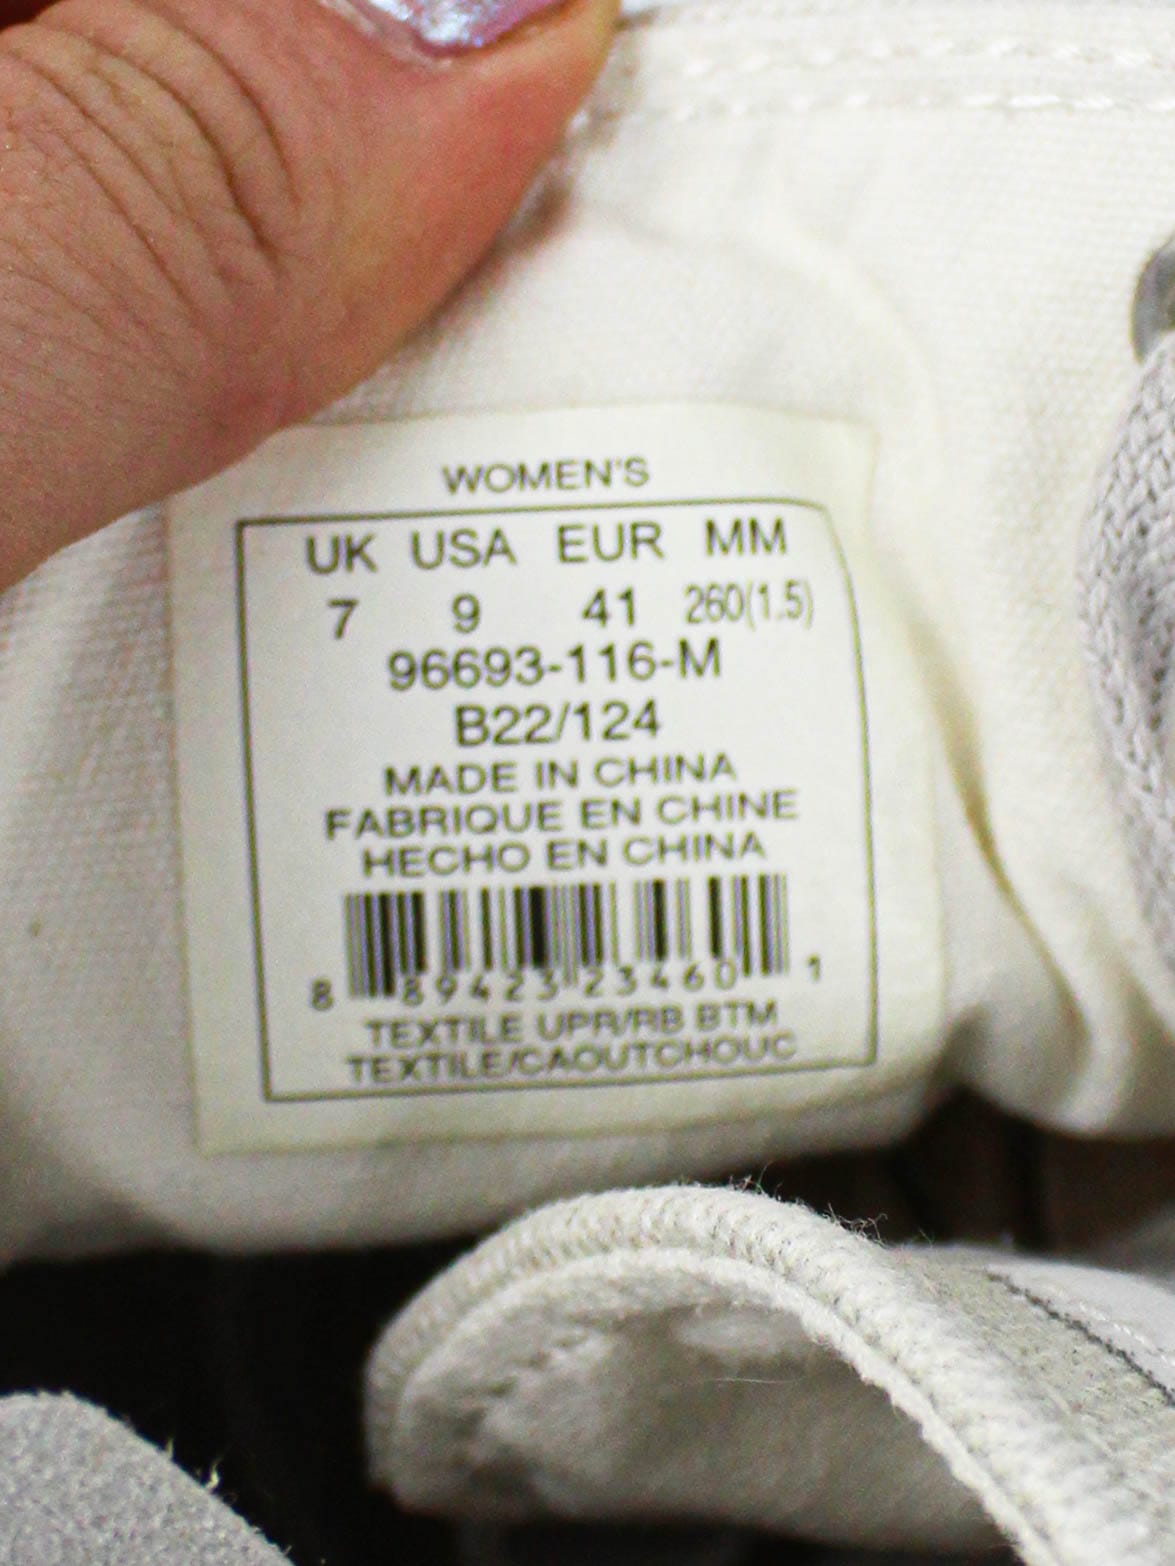 WOMEN'S
UK USA EUR MM
7 9 41 260(1.5)
96693-116-M
B22/124
MADE IN CHINA
FABRIQUE EN CHINE
HECHO EN CHINA
8 89423 23460 1
TEXTILE UPR/RB BTM
TEXTILE/CAOUTCHOUC